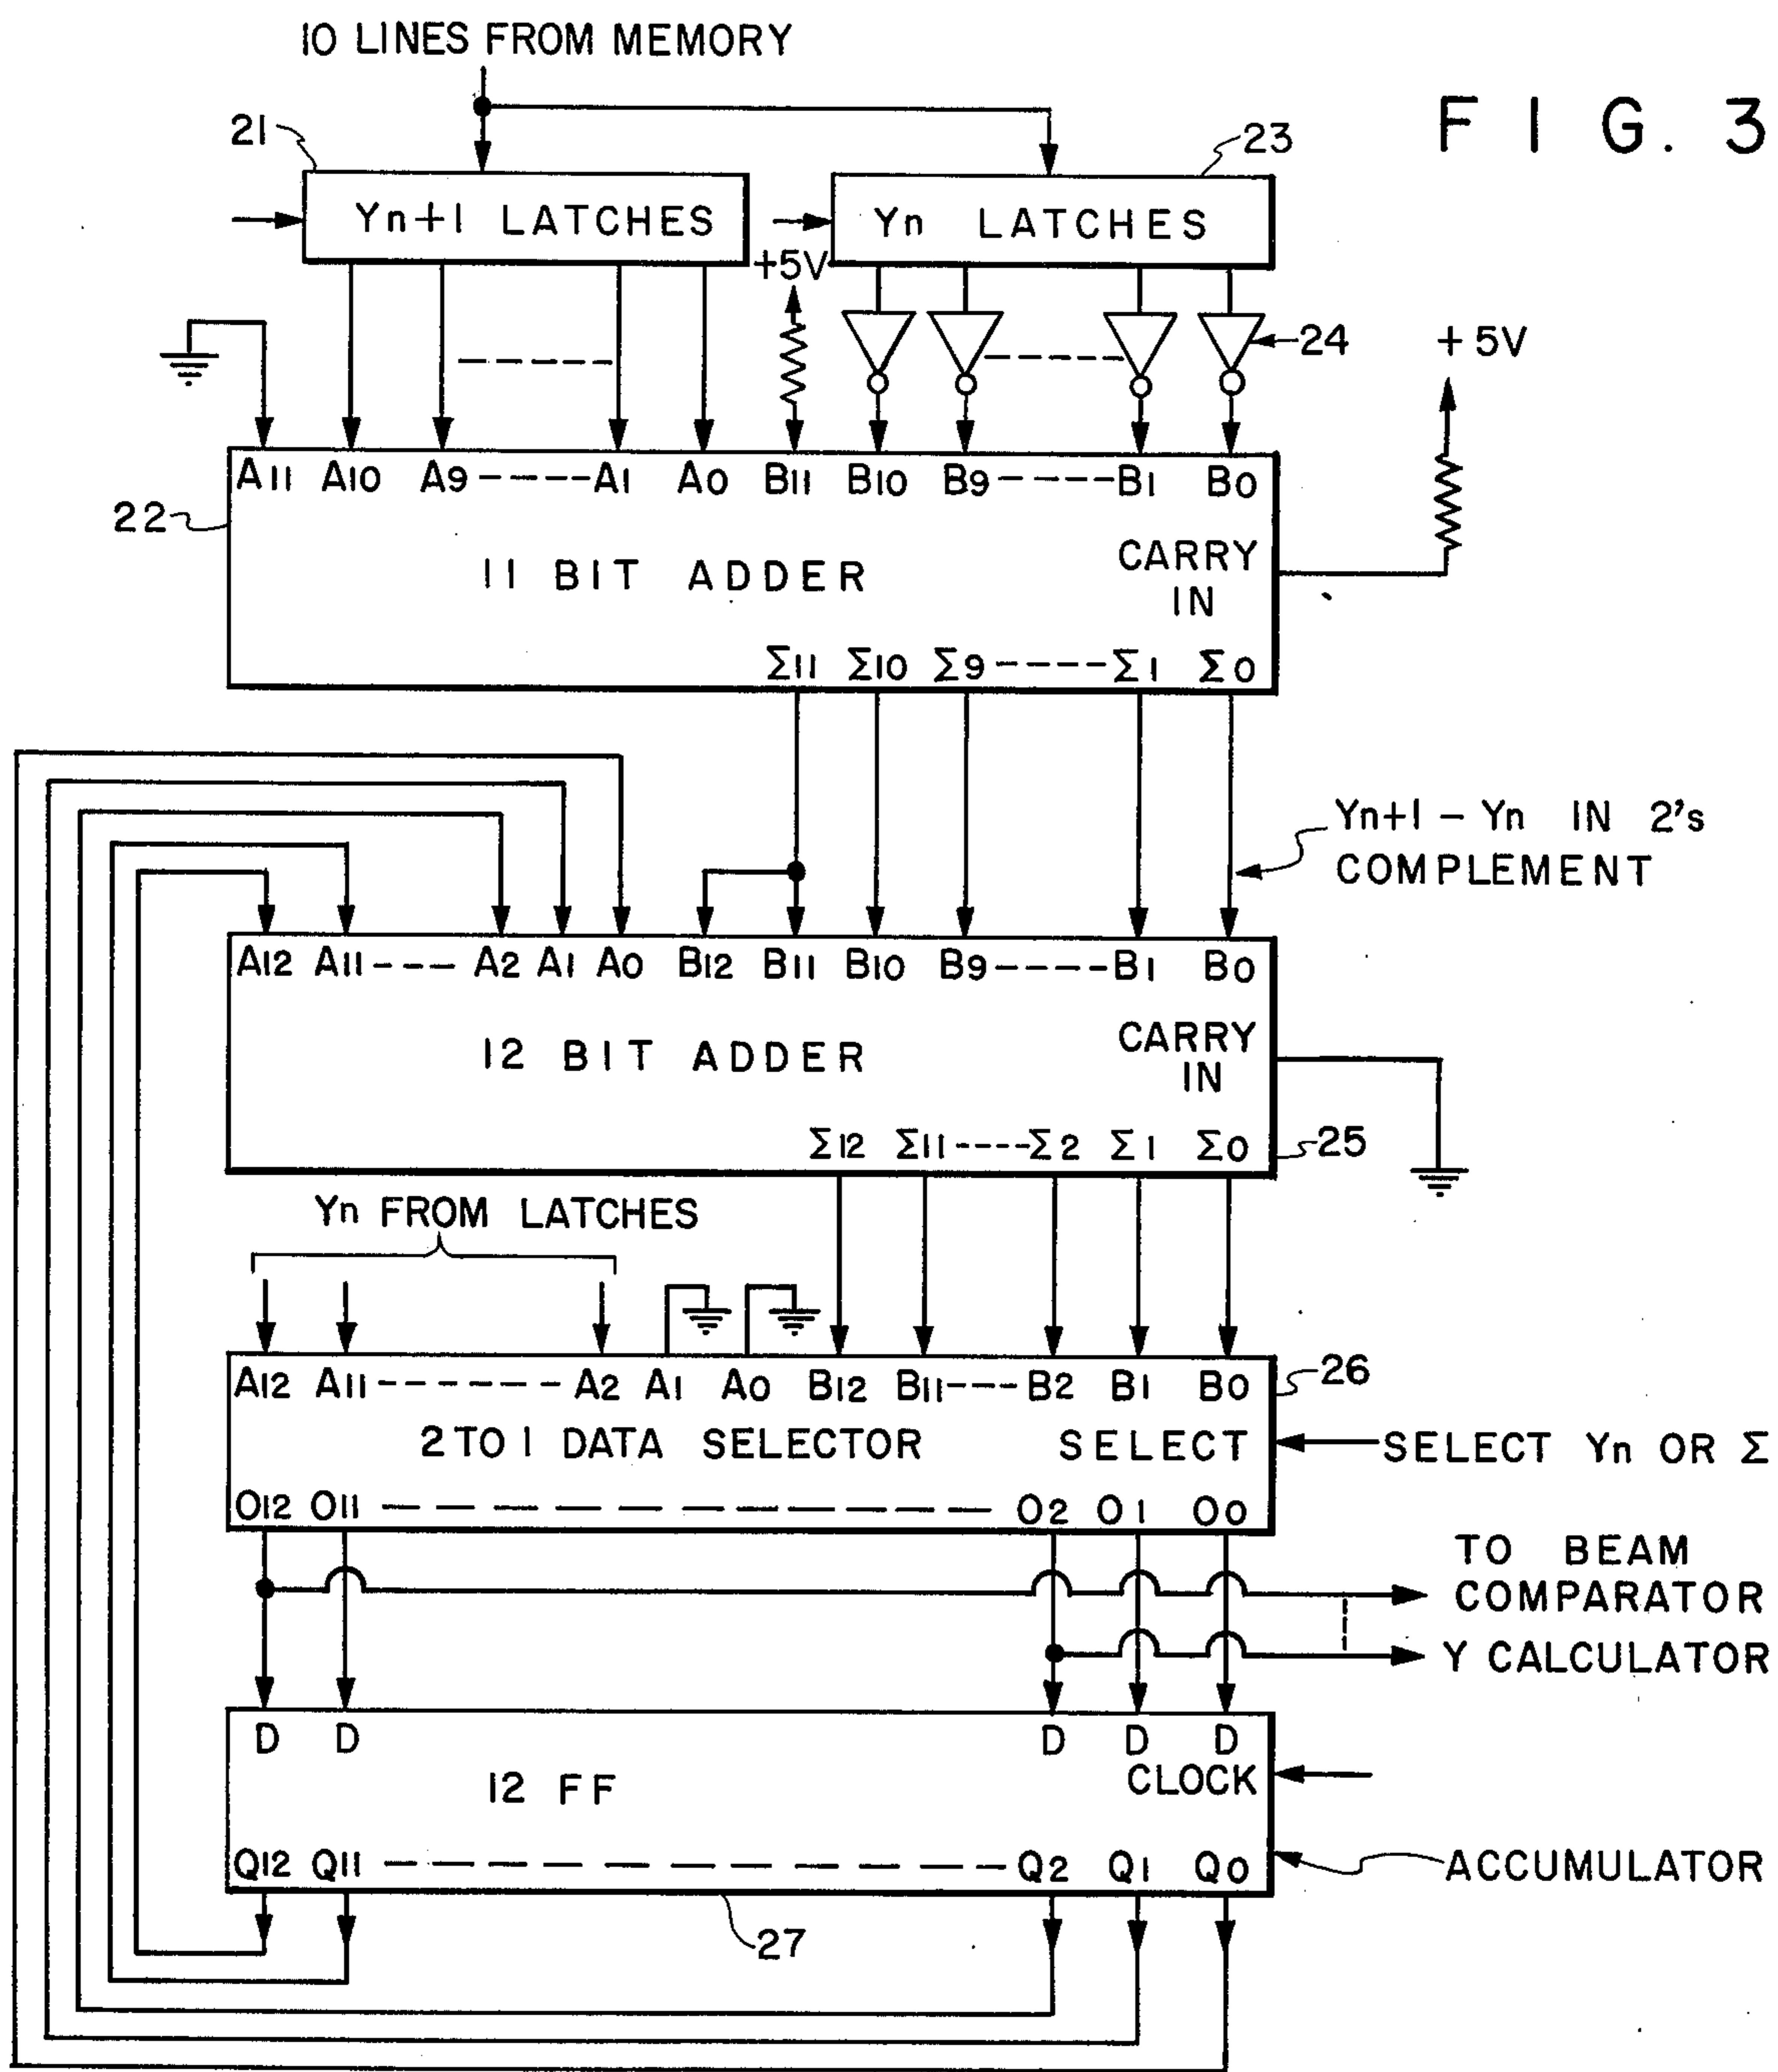 10 LINES FROM MEMORY
FIG. 3
21
23
Yn+1 LATCHES
Yn LATCHES
+5V
24
+5V
A11 A10 A9-----A1 A0 B11 B10 B9-----B1 B0
22
11 BIT ADDER
CARRY IN
Σ11 Σ10 Σ9-----Σ1 Σ0
Yn+1 - Yn IN 2's
COMPLEMENT
A12 A11--- A2 A1 A0 B12 B11 B10 B9-----B1 B0
12 BIT ADDER
CARRY IN
Σ12 Σ11----Σ2 Σ1 Σ0
25
Yn FROM LATCHES
A12 A11-------A2 A1 A0 B12 B11---B2 B1 B0
26
2 TO 1 DATA SELECTOR
SELECT
SELECT Yn OR Σ
O12 O11 --------- O2 O1 O0
TO BEAM
COMPARATOR
Y CALCULATOR
D D D D D
12 FF
CLOCK
Q12 Q11 ---------- Q2 Q1 Q0
ACCUMULATOR
27